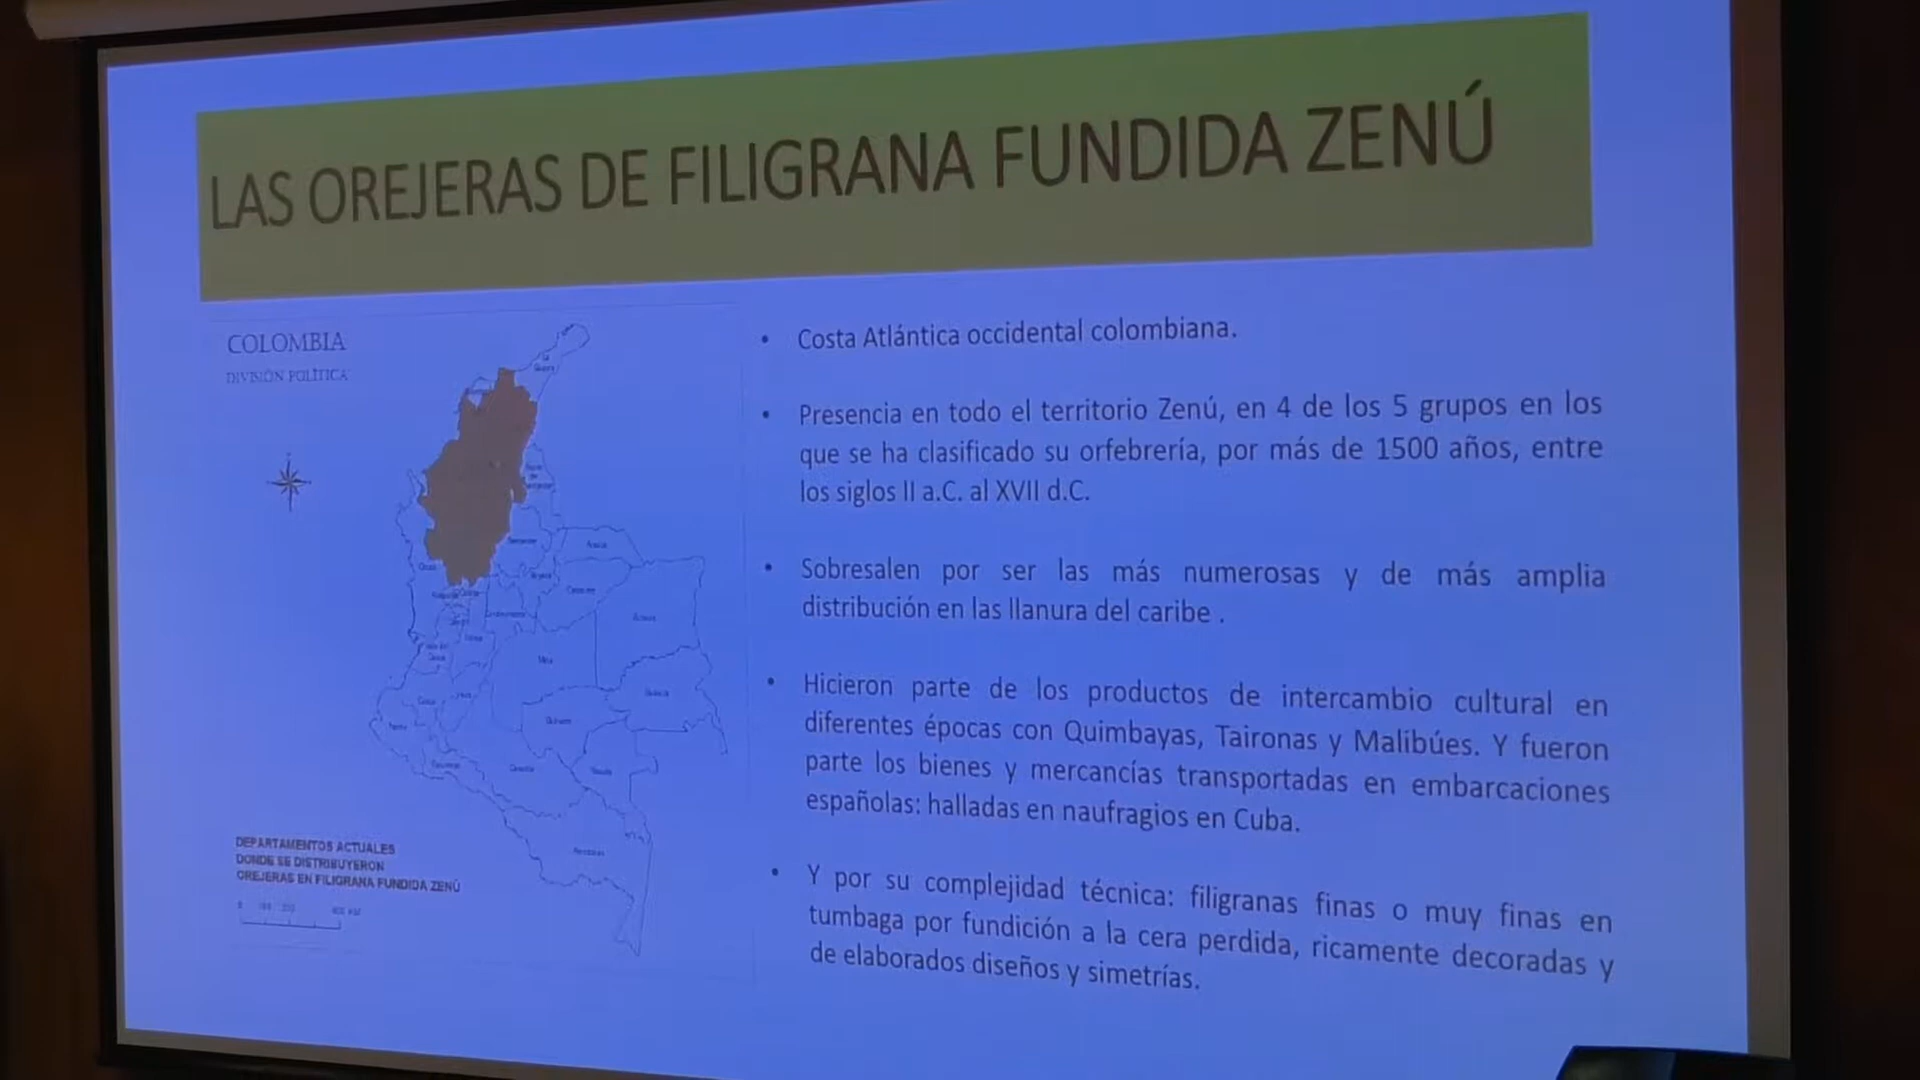 LAS OREJERAS DE FILIGRANA FUNDIDA ZENÚ
COLOMBIA
DIVISIÓN POLÍTICA
• Costa Atlántica occidental colombiana.
• Presencia en todo el territorio Zenú, en 4 de los 5 grupos en los
que se ha clasificado su orfebrería, por más de 1500 años, entre
los siglos II a.C. al XVII d.C.
• Sobresalen por ser las más numerosas y de más amplia
distribución en las llanura del caribe .
• Hicieron parte de los productos de intercambio cultural en
diferentes épocas con Quimbayas, Taironas y Malibúes. Y fueron
parte los bienes y mercancías transportadas en embarcaciones
españolas: halladas en naufragios en Cuba.
• Y por su complejidad técnica: filigranas finas o muy finas en
tumbaga por fundición a la cera perdida, ricamente decoradas y
de elaborados diseños y simetrías.
DEPARTAMENTOS ACTUALES
DONDE SE DISTRIBUYERON
OREJERAS EN FILIGRANA FUNDIDA ZENÚ